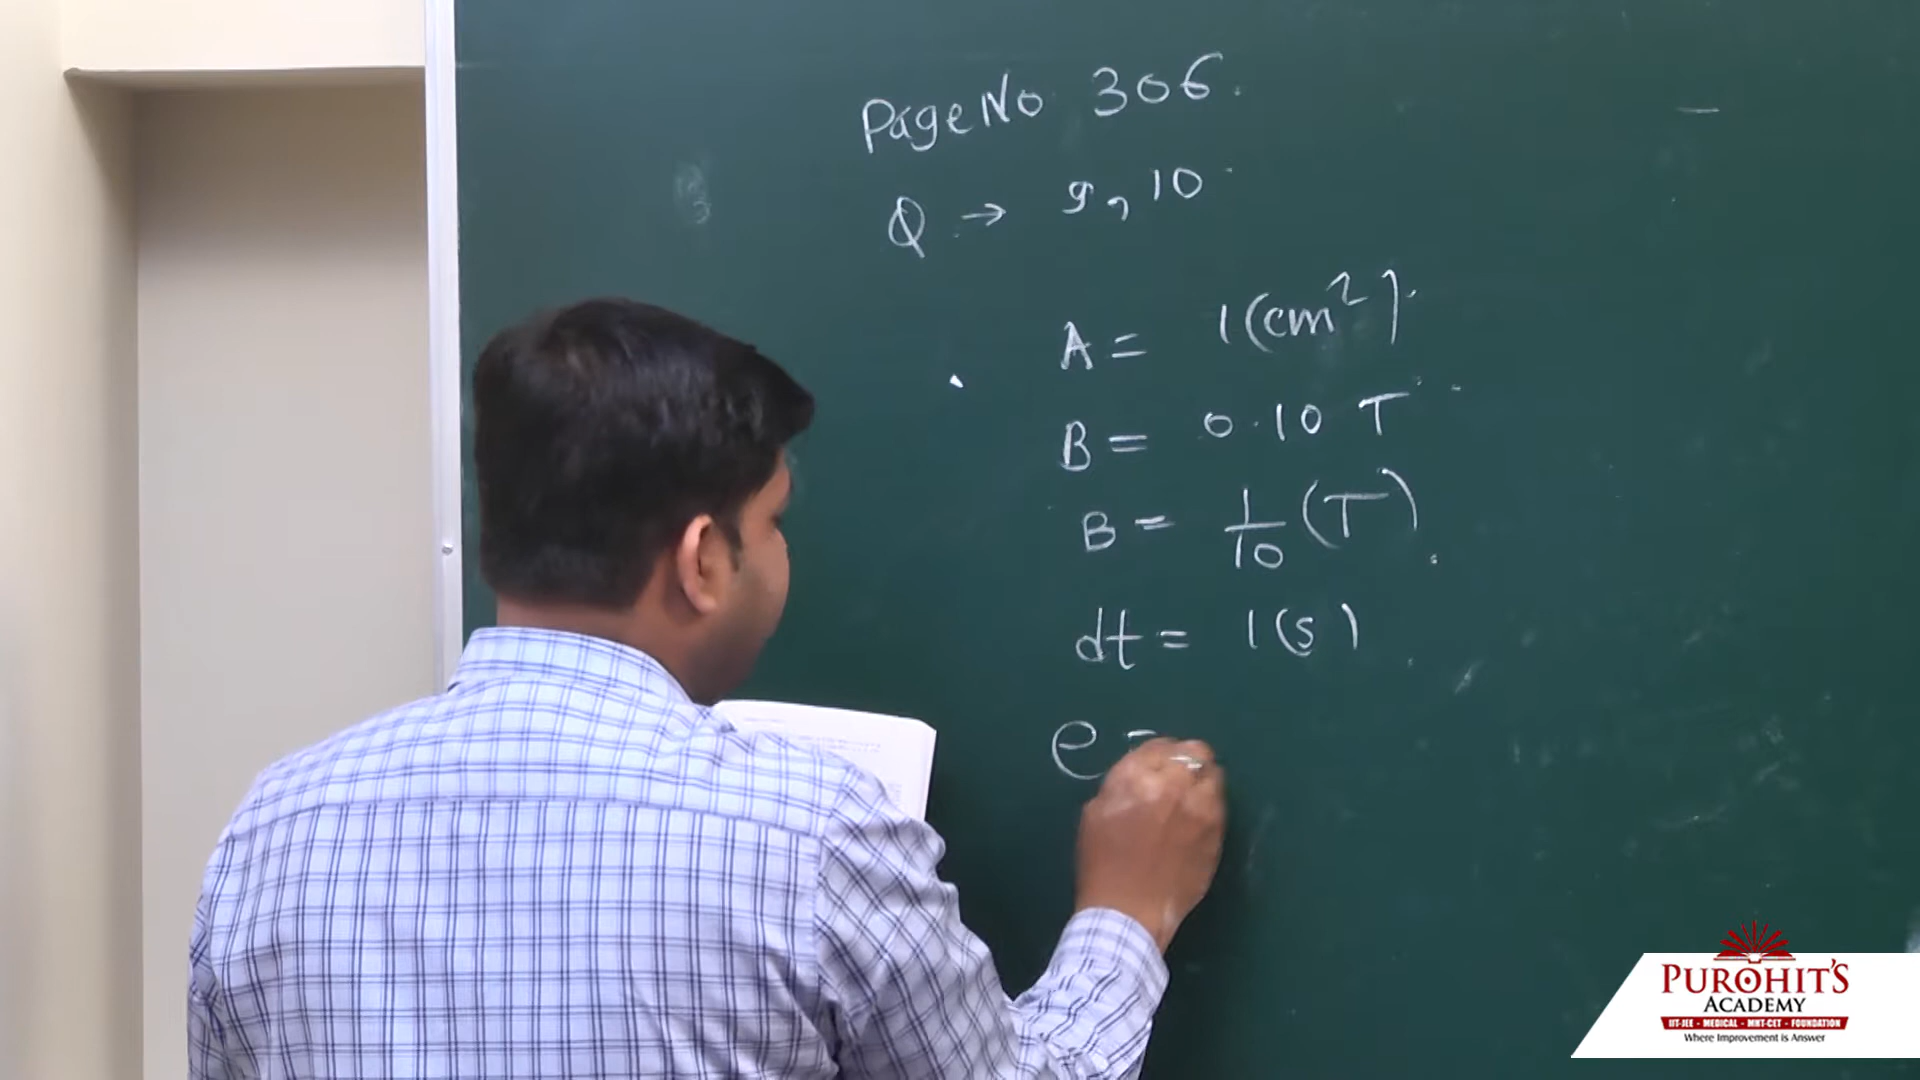 Page No 306.
Q → 9, 10
A = 1 (cm²).
B = 0.10 T
B = 1/10 (T)
dt = 1 (s)
e =
PUROHIT'S
ACADEMY
IIT-JEE - MEDICAL - MHT-CET - FOUNDATION
Where Improvement is Answer